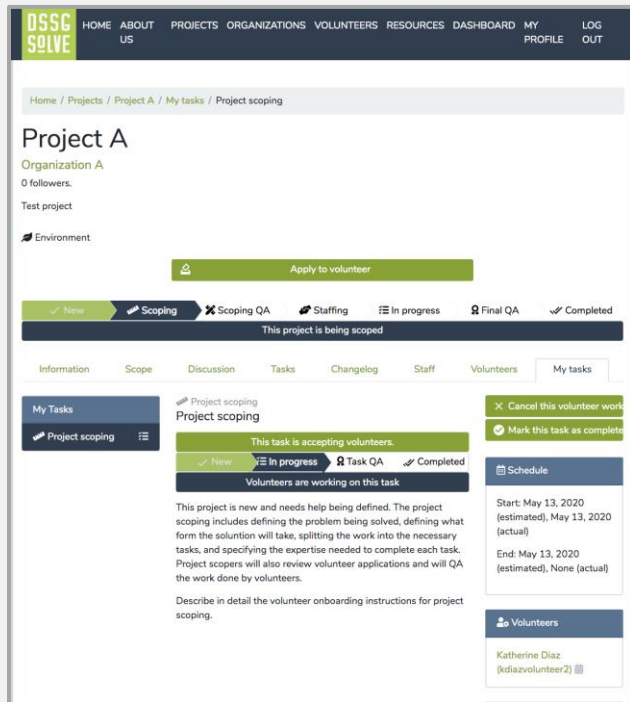 DSSG
SOLVE
HOME
ABOUT
US
PROJECTS
ORGANIZATIONS
VOLUNTEERS
RESOURCES
DASHBOARD
MY
PROFILE
LOG
OUT
Home / Projects / Project A / My tasks / Project scoping
Project A
Organization A
0 followers.
Test project
Environment
Apply to volunteer
New
Scoping
Scoping QA
Staffing
In progress
Final QA
Completed
This project is being scoped
Information
Scope
Discussion
Tasks
Changelog
Staff
Volunteers
My tasks
My Tasks
Project scoping
Project scoping
Project scoping
This task is accepting volunteers.
New
In progress
Task QA
Completed
Volunteers are working on this task
This project is new and needs help being defined. The project
scoping includes defining the problem being solved, defining what
form the soluntion will take, splitting the work into the necessary
tasks, and specifying the expertise needed to complete each task.
Project scopers will also review volunteer applications and will QA
the work done by volunteers.
Describe in detail the volunteer onboarding instructions for project
scoping.
Cancel this volunteer work
Mark this task as complete
Schedule
Start: May 13, 2020
(estimated), May 13, 2020
(actual)
End: May 13, 2020
(estimated), None (actual)
Volunteers
Katherine Diaz
(kdiazvolunteer2)